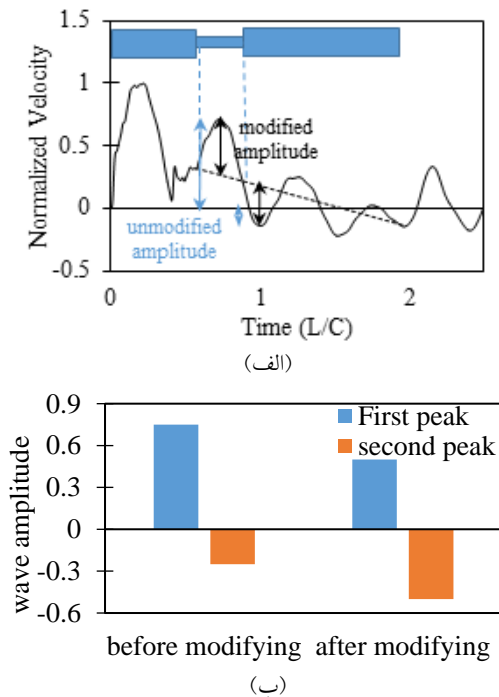 1.5
1
0.5
0
-0.5
Normalized Velocity
modified
amplitude
unmodified
amplitude
0
1
2
Time (L/C)
(الف)
0.9
0.6
0.3
0
-0.3
-0.6
wave amplitude
First peak
second peak
before modifying
after modifying
(ب)